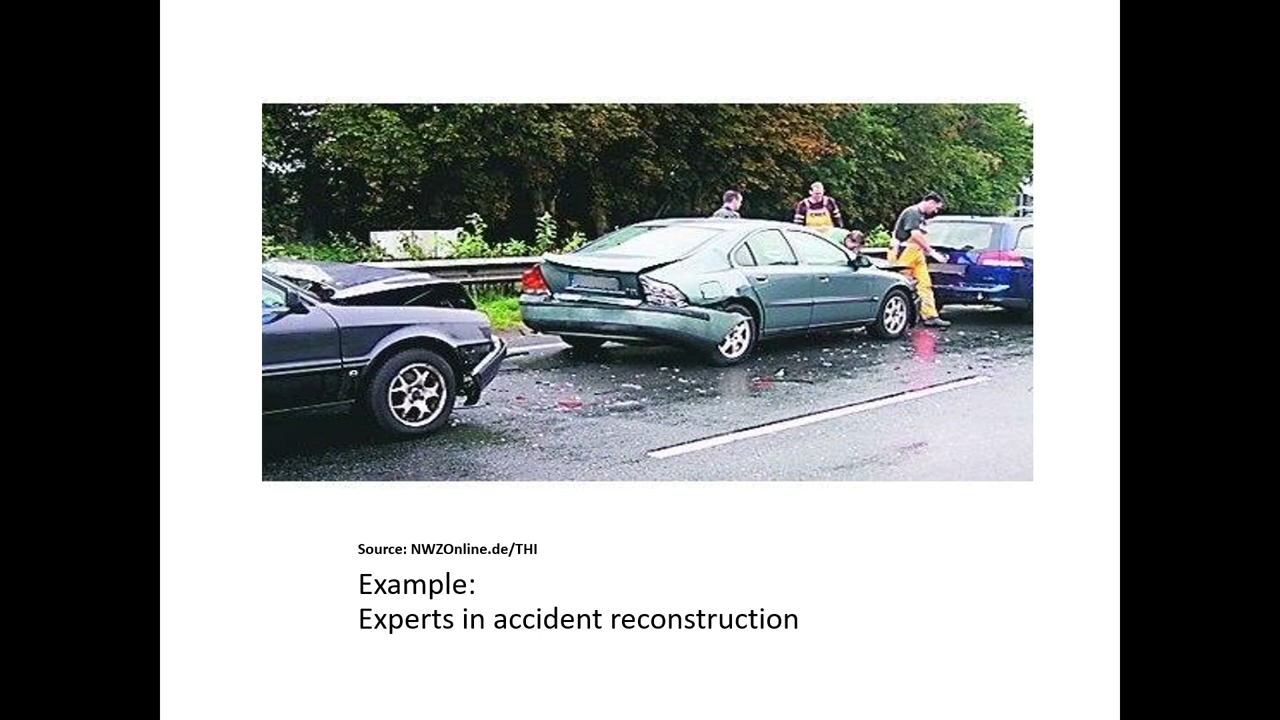 Source: NWZOnline.de/THI
Example:
Experts in accident reconstruction